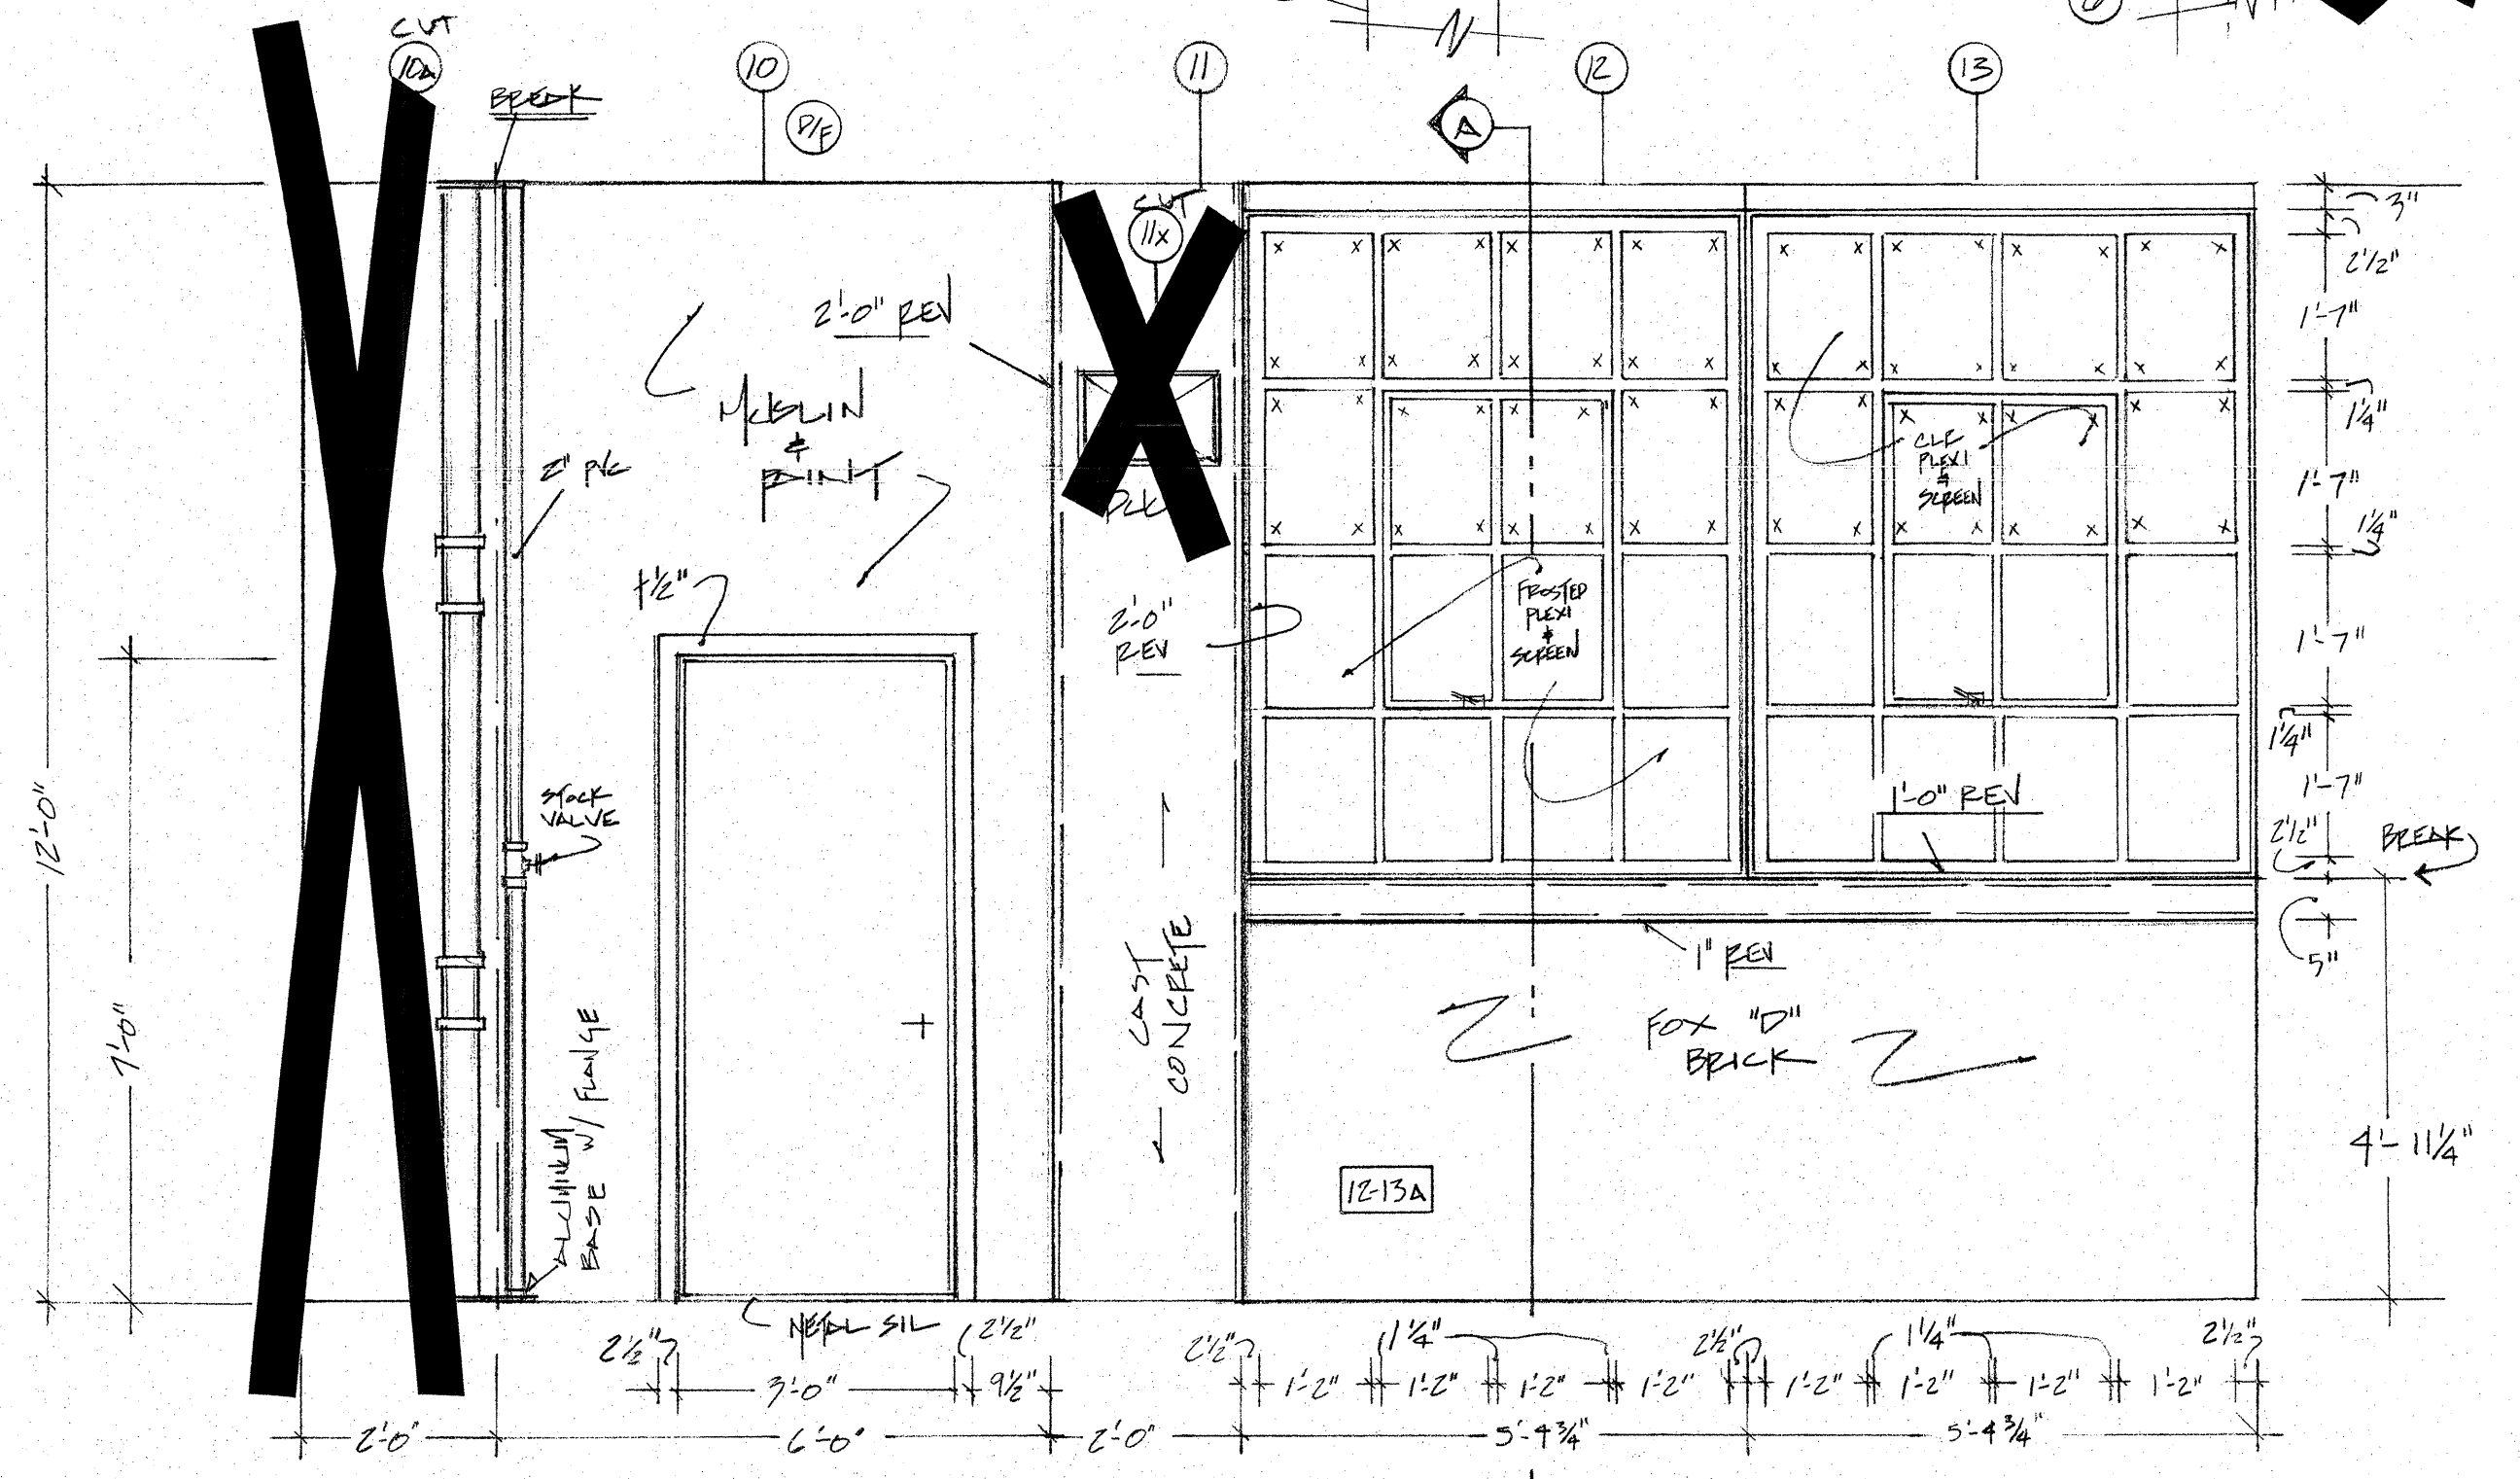 CUT
10A
10
11
12
13
BREAK
D/F
A
N
CUT
11X
3"
2 1/2"
1'-7"
1 1/4"
1'-7"
1 1/4"
1'-7"
1 1/4"
1'-7"
2 1/2"
BREAK
5"
4'-11 1/4"
2'-0" REV
MUSLIN
&
PAINT
2" PVC
1 1/2"
STOCK
VALVE
2'-0"
REV
CLR
PLEXI
&
SCREEN
FROSTED
PLEXI
&
SCREEN
1'-0" REV
1" REV
FOX "D"
BRICK
CAST
CONCRETE
12-13A
ALUMINUM
BASE W/ FLANGE
METAL SIL
12'-0"
7'-0"
2 1/2"
3'-0"
2 1/2"
9 1/2"
2 1/2"
1 1/4"
2 1/2"
1 1/4"
2 1/2"
1'-2" 1'-2" 1'-2" 1'-2" 1'-2" 1'-2" 1'-2" 1'-2"
2'-0" 6'-0" 2'-0" 5'-4 3/4" 5'-4 3/4"